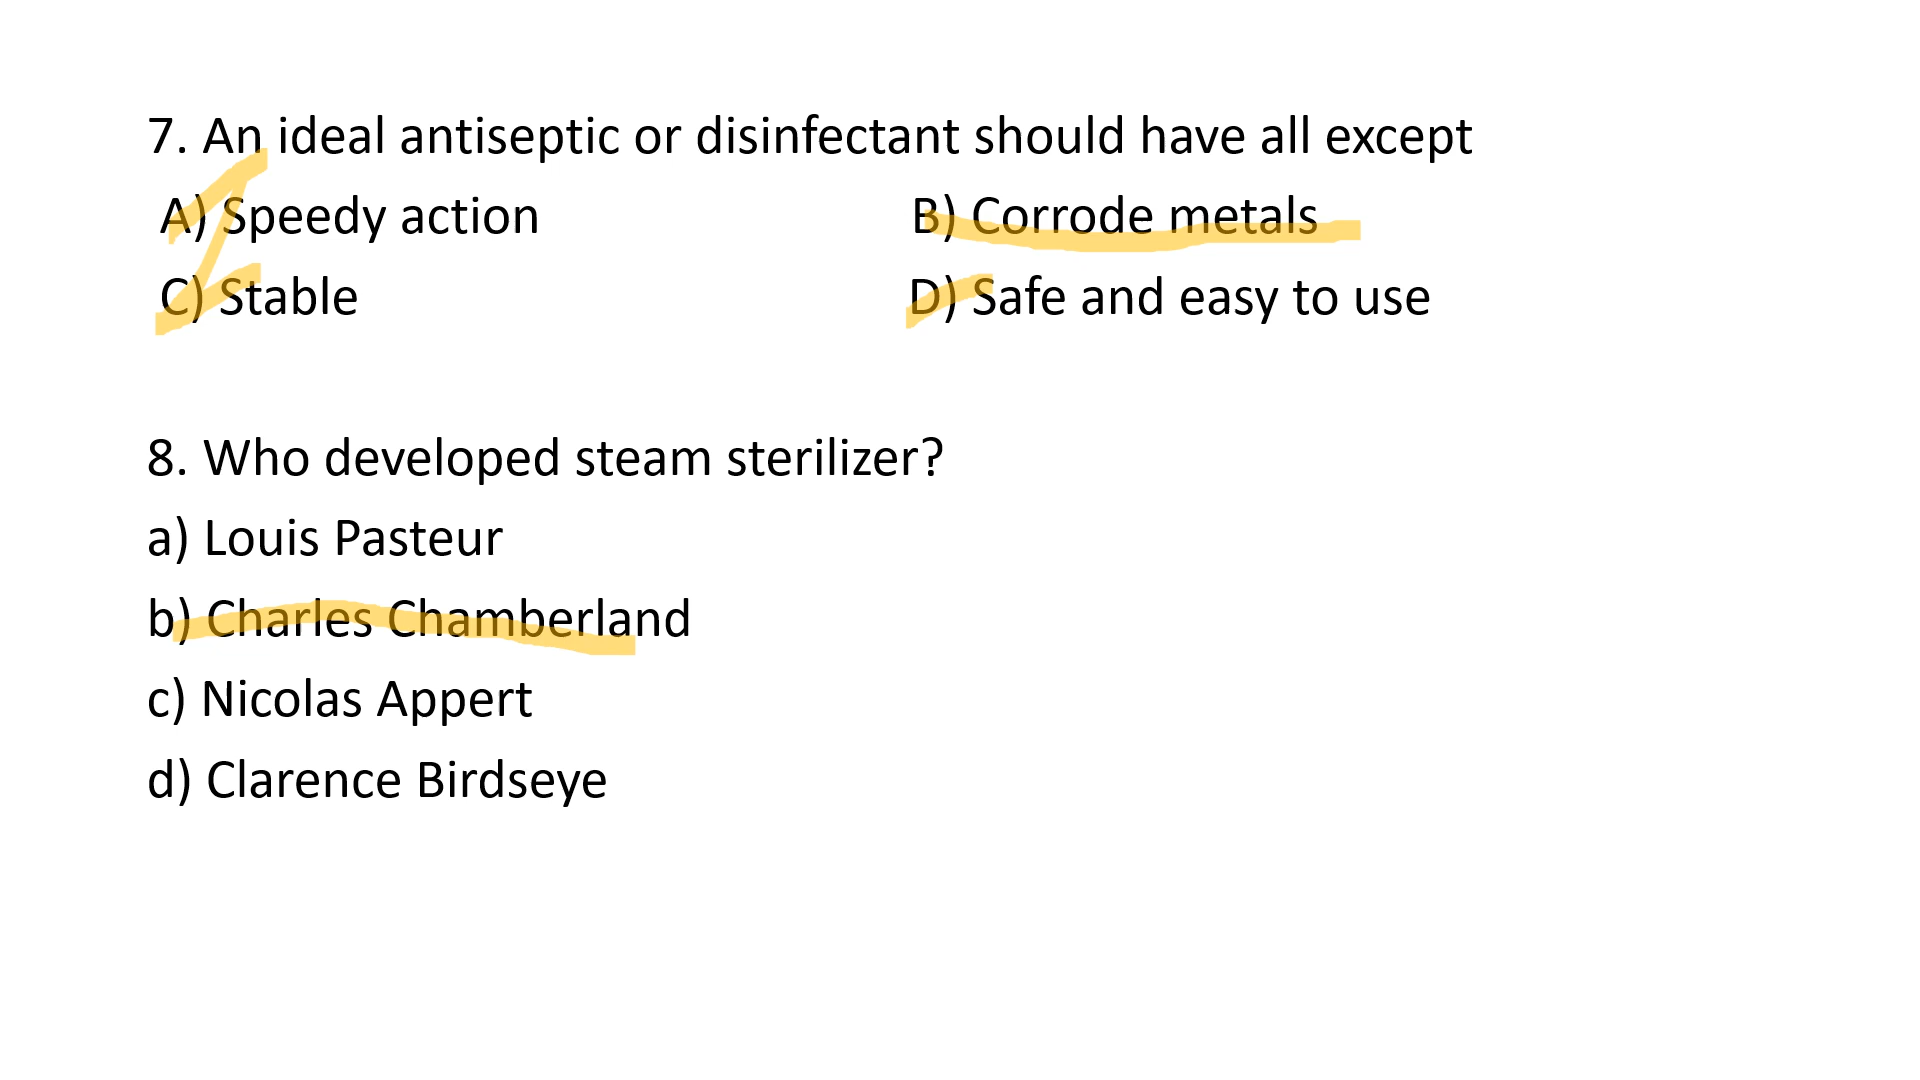 7. An ideal antiseptic or disinfectant should have all except
A) Speedy action B) Corrode metals
C) Stable D) Safe and easy to use
8. Who developed steam sterilizer?
a) Louis Pasteur
b) Charles Chamberland
c) Nicolas Appert
d) Clarence Birdseye